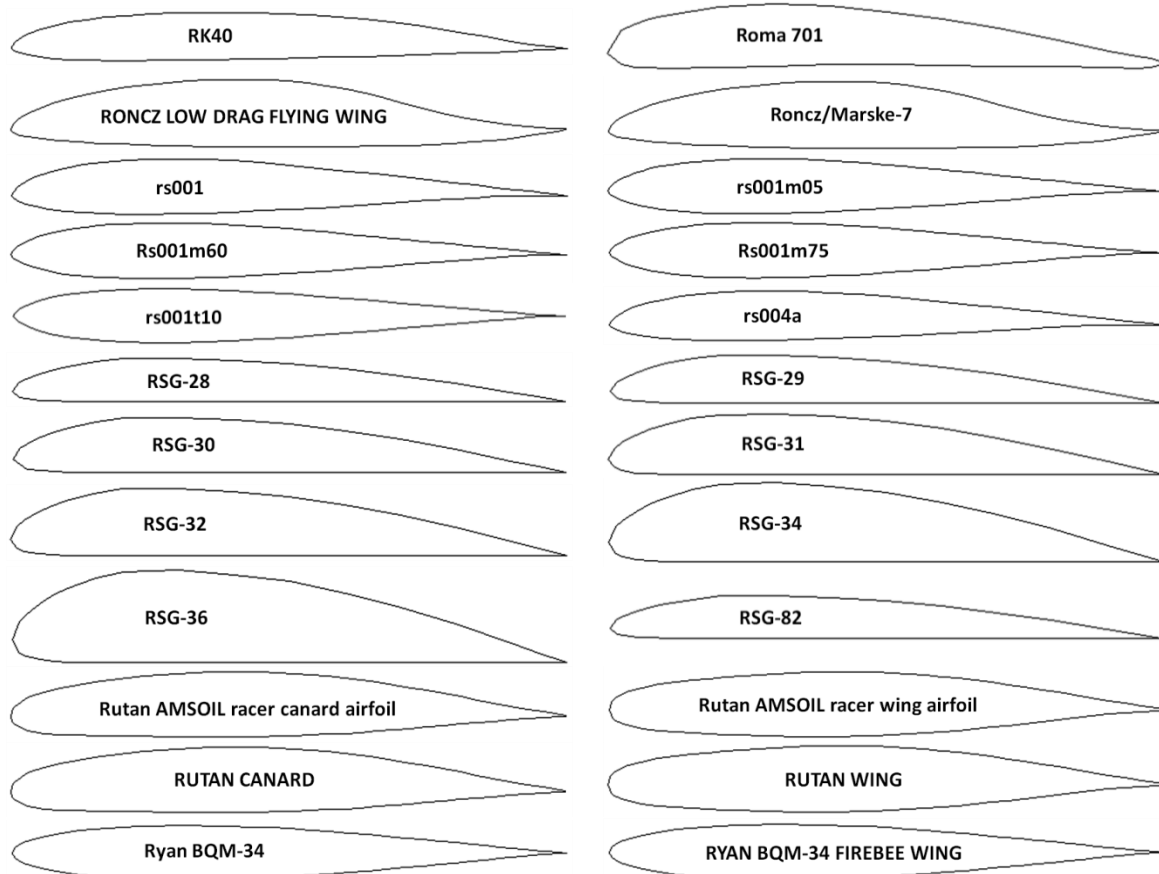 RK40
Roma 701
RONCZ LOW DRAG FLYING WING
Roncz/Marske-7
rs001
rs001m05
Rs001m60
Rs001m75
rs001t10
rs004a
RSG-28
RSG-29
RSG-30
RSG-31
RSG-32
RSG-34
RSG-36
RSG-82
Rutan AMSOIL racer canard airfoil
Rutan AMSOIL racer wing airfoil
RUTAN CANARD
RUTAN WING
Ryan BQM-34
RYAN BQM-34 FIREBEE WING